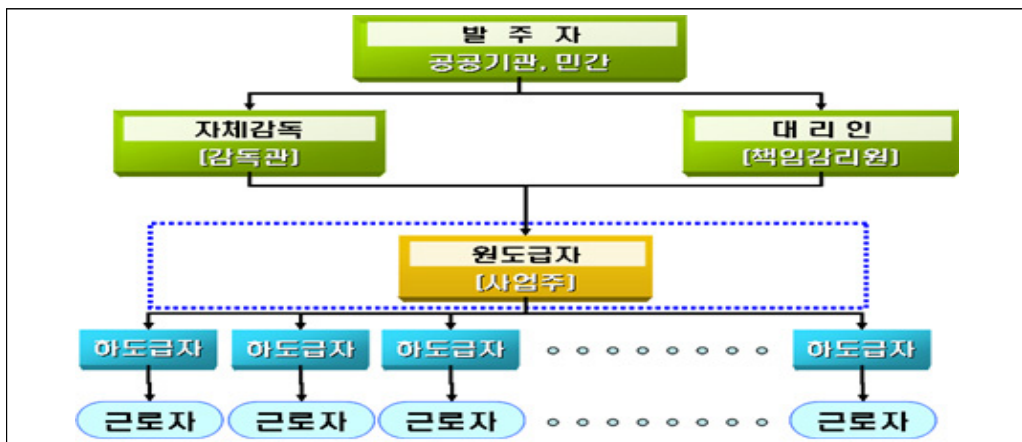 발 주 자
공공기관, 민간
자체감독
(감독관)
대 리 인
(책임감리원)
원도급자
(사업주)
하도급자 하도급자 하도급자 하도급자
근로자 근로자 근로자 근로자